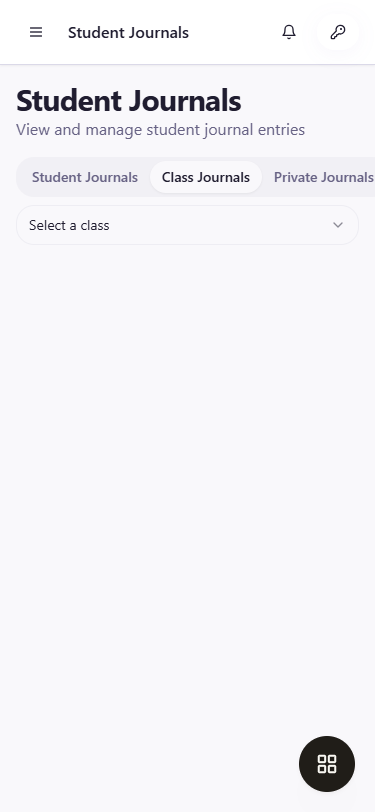 Student Journals
Student Journals
View and manage student journal entries
Student Journals Class Journals Private Journals
Select a class